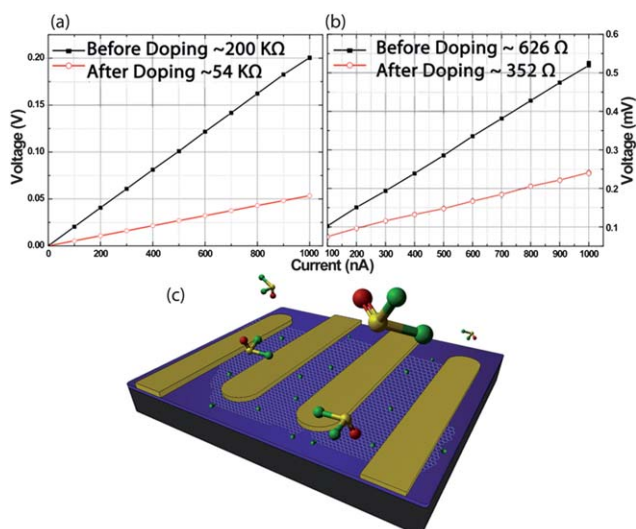 (a)
Before Doping ~200 KΩ
After Doping ~54 KΩ
0.20
0.15
0.10
0.05
0.00
Voltage (V)
0 200 400 600 800 1000
(b)
Before Doping ~ 626 Ω
After Doping ~ 352 Ω
0.6
0.5
0.4
0.3
0.2
0.1
Voltage (mV)
100 200 300 400 500 600 700 800 900 1000
Current (nA)
(c)